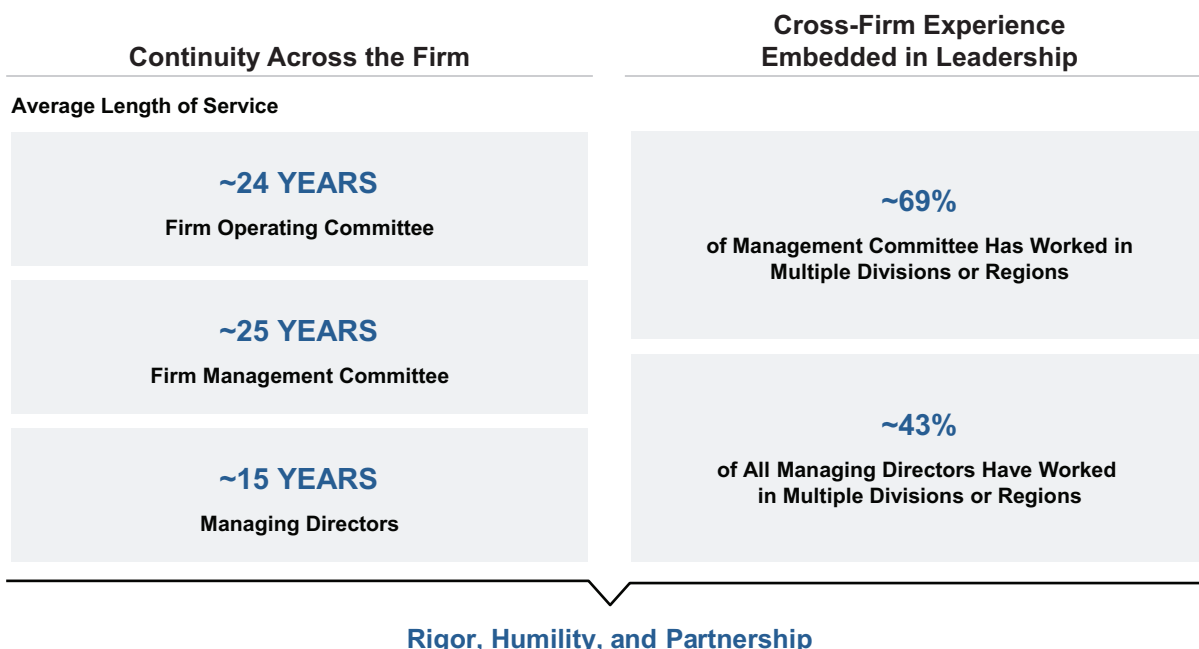 Continuity Across the Firm
Average Length of Service
~24 YEARS
Firm Operating Committee
~25 YEARS
Firm Management Committee
~15 YEARS
Managing Directors
Cross-Firm Experience
Embedded in Leadership
~69%
of Management Committee Has Worked in
Multiple Divisions or Regions
~43%
of All Managing Directors Have Worked
in Multiple Divisions or Regions
Rigor, Humility, and Partnership